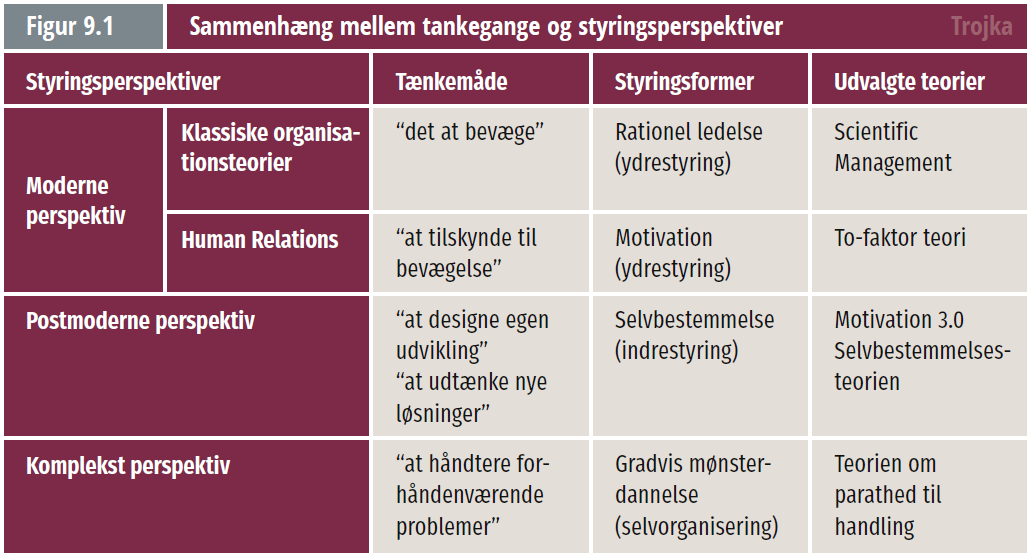 Figur 9.1
Sammenhæng mellem tankegange og styringsperspektiver
Trojka
Styringsperspektiver
Tænkemåde
Styringsformer
Udvalgte teorier
Moderne
perspektiv
Klassiske organisa-
tionsteorier
“det at bevæge”
Rationel ledelse
(ydrestyring)
Scientific
Management
Human Relations
“at tilskynde til
bevægelse”
Motivation
(ydrestyring)
To-faktor teori
Postmoderne perspektiv
“at designe egen
udvikling”
“at udtænke nye
løsninger”
Selvbestemmelse
(indrestyring)
Motivation 3.0
Selvbestemmelses-
teorien
Komplekst perspektiv
“at håndtere for-
håndenværende
problemer”
Gradvis mønster-
dannelse
(selvorganisering)
Teorien om
parathed til
handling